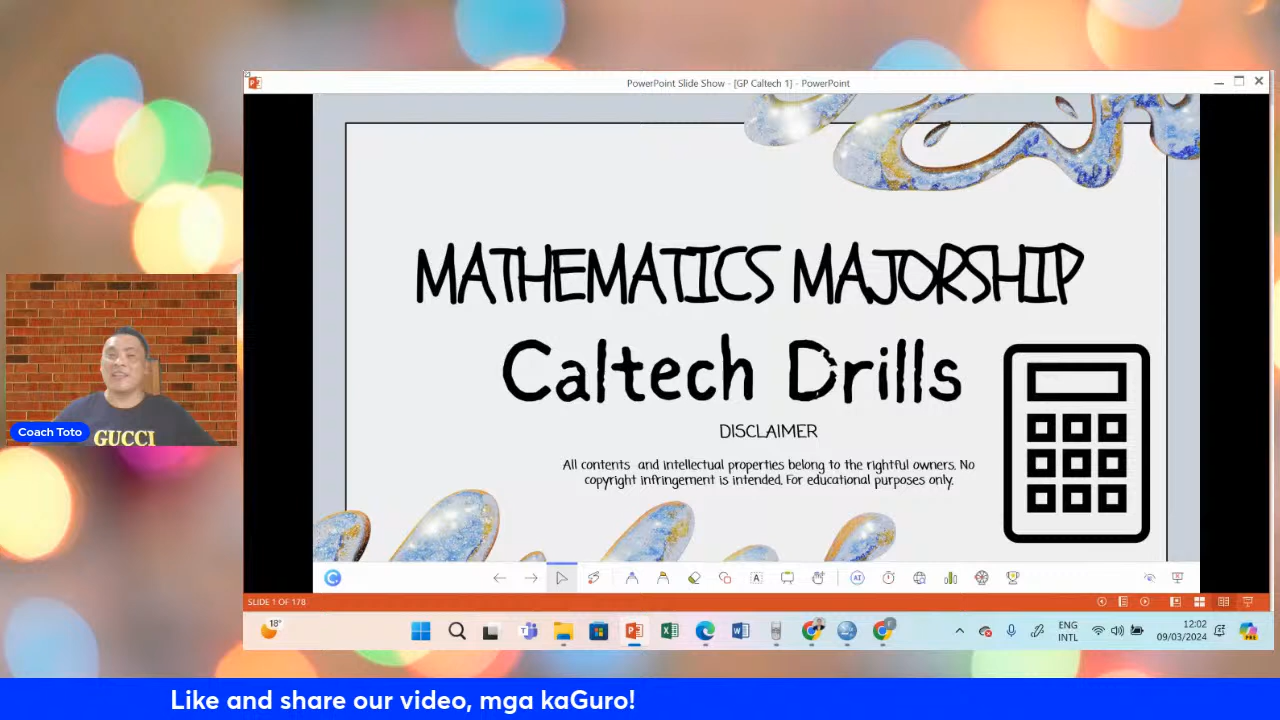 PowerPoint Slide Show - [GP Caltech 1] - PowerPoint
MATHEMATICS MAJORSHIP
Caltech Drills
DISCLAIMER
All contents and intellectual properties belong to the rightful owners. No
copyright infringement is intended. For educational purposes only.
Coach Toto
GUCCI
A
AI
SLIDE 1 OF 178
18°
ENG
INTL
12:02
09/03/2024
Like and share our video, mga kaGuro!